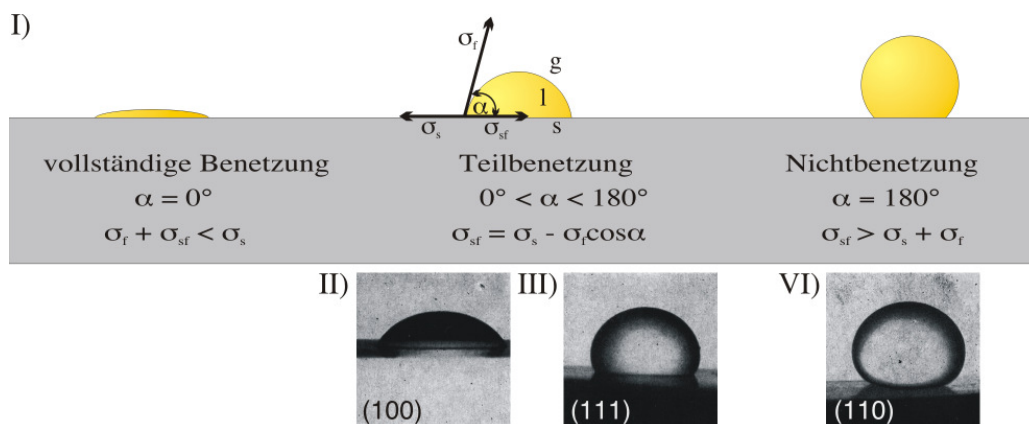 I)
σf
g
l
α
σs
σsf
s
vollständige Benetzung
α = 0°
σf + σsf < σs
Teilbenetzung
0° < α < 180°
σsf = σs - σfcosα
Nichtbenetzung
α = 180°
σsf > σs + σf
II)
III)
VI)
(100)
(111)
(110)